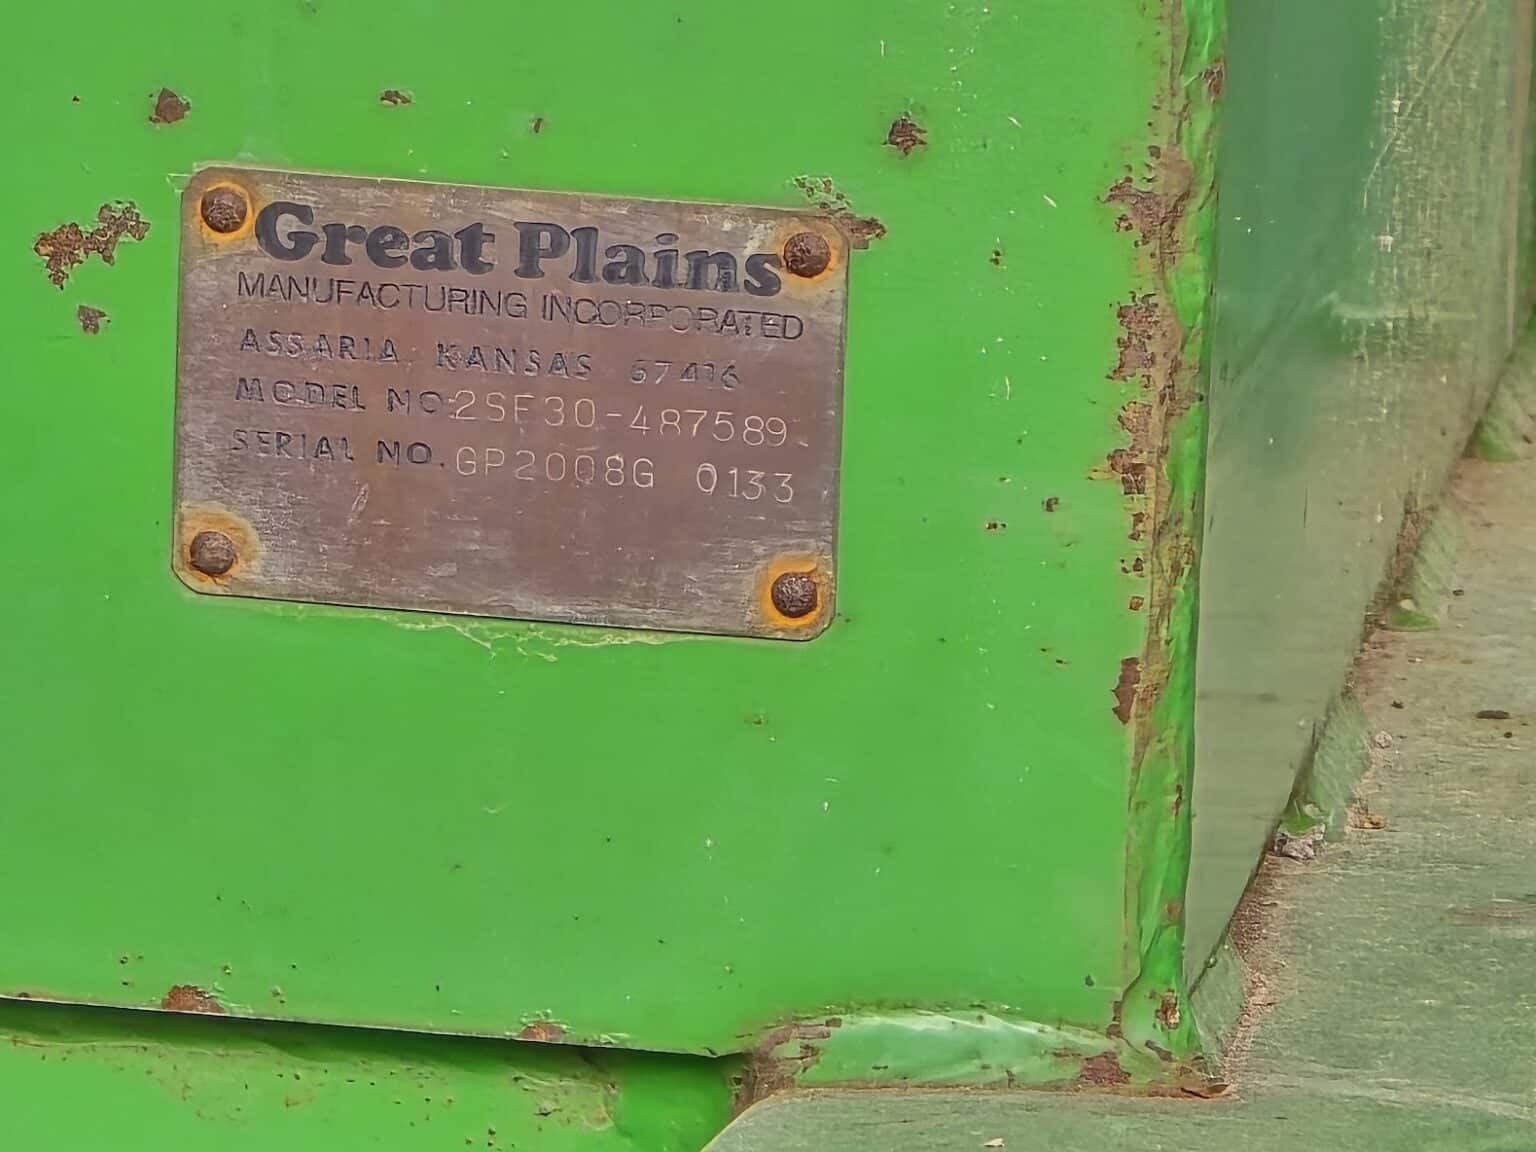 Great Plains
MANUFACTURING INCORPORATED
ASSARIA, KANSAS 67416
MODEL NO. 2SF30-487589
SERIAL NO. GP2008G 0133